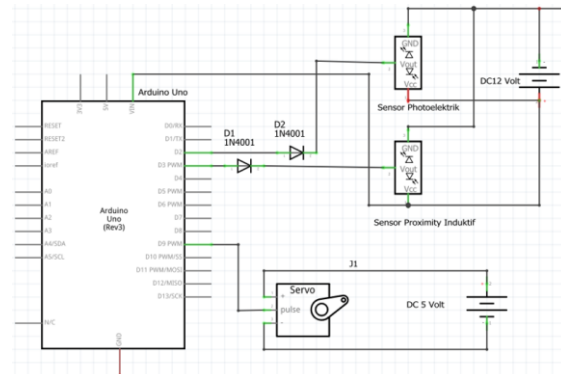 Arduino Uno
3V3
5V
VIN
RESET
RESET2
AREF
ioref
A0
A1
A2
A3
A4/SDA
A5/SCL
N/C
D0/RX
D1/TX
D2
D3 PWM
D4
D5 PWM
D6 PWM
D7
D8
D9 PWM
D10 PWM/SS
D11 PWM/MOSI
D12/MISO
D13/SCK
GND
Arduino
Uno
(Rev3)
D1
1N4001
D2
1N4001
GND
Vout
Vcc
Sensor Photoelektrik
DC12 Volt
GND
Vout
Vcc
Sensor Proximity Induktif
J1
Servo
+
pulse
-
DC 5 Volt